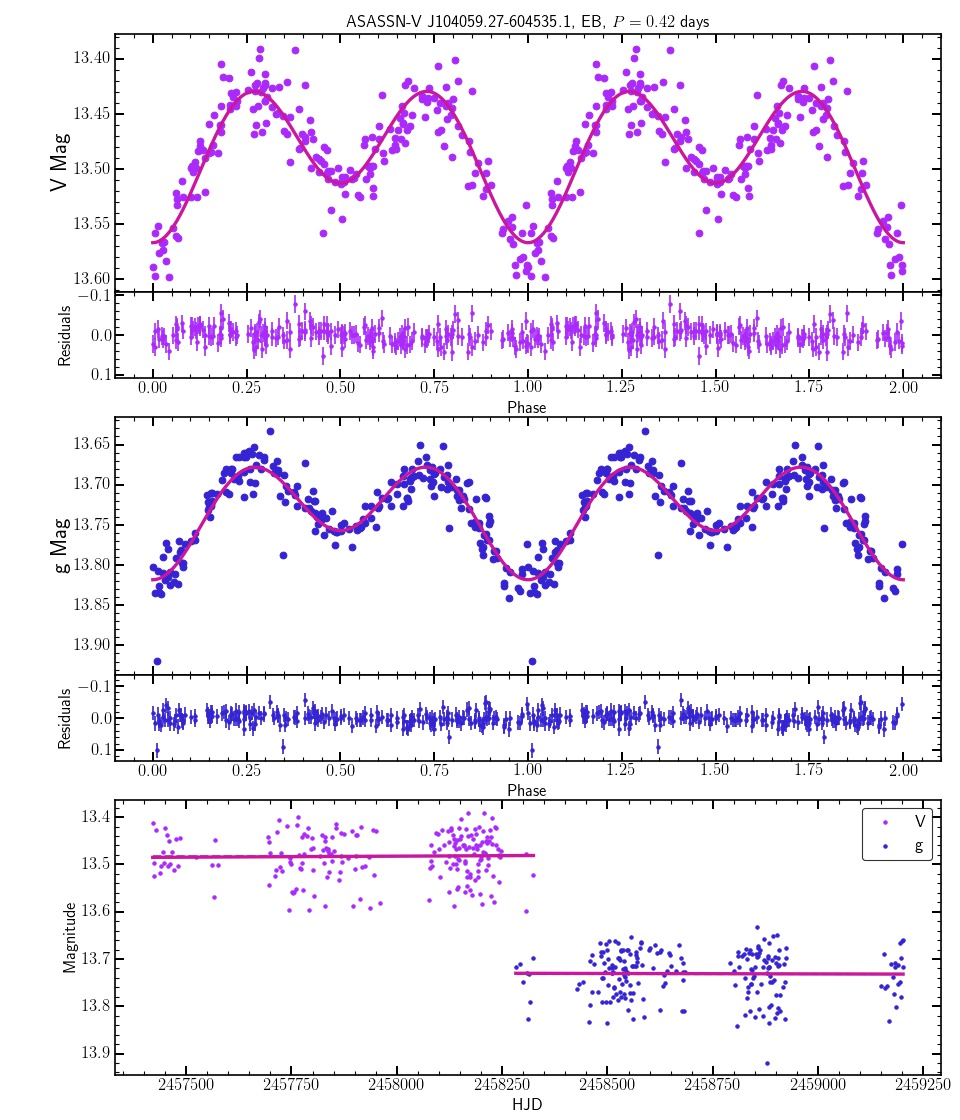 ASASSN-V J104059.27-604535.1, EB, P = 0.42 days
13.40
13.45
13.50
13.55
13.60
V Mag
−0.1
0.0
0.1
Residuals
0.00 0.25 0.50 0.75 1.00 1.25 1.50 1.75 2.00
Phase
13.65
13.70
13.75
13.80
13.85
13.90
g Mag
−0.1
0.0
0.1
Residuals
0.00 0.25 0.50 0.75 1.00 1.25 1.50 1.75 2.00
Phase
13.4
13.5
13.6
13.7
13.8
13.9
Magnitude
V
g
2457500 2457750 2458000 2458250 2458500 2458750 2459000 2459250
HJD